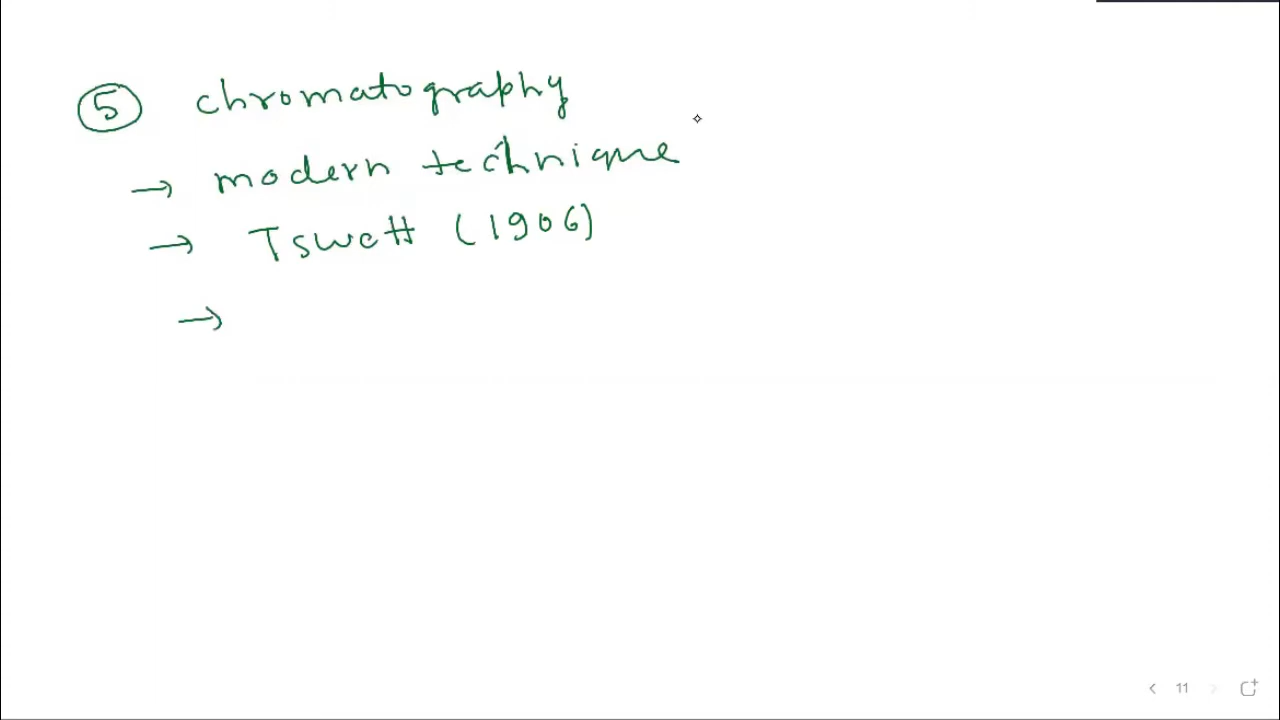 ⑤ chromatography
→ modern technique
→ Tswett (1906)
→
< 11 >